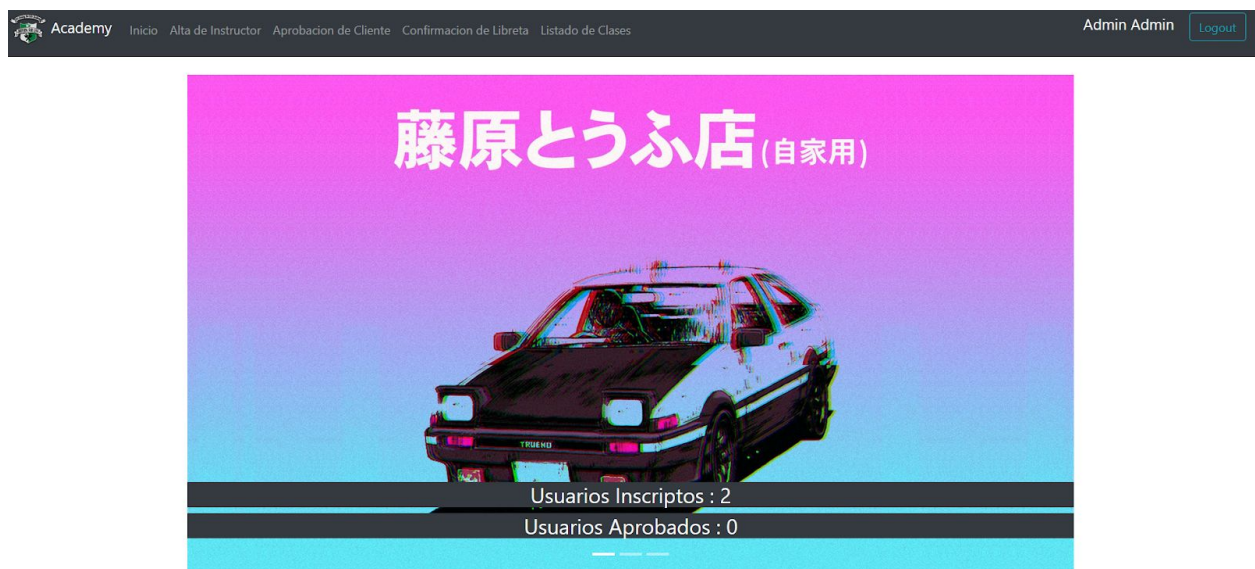 Academy Inicio Alta de Instructor Aprobacion de Cliente Confirmacion de Libreta Listado de Clases Admin Admin Logout
藤原とうふ店(自家用)
TRUENO
Usuarios Inscriptos : 2
Usuarios Aprobados : 0